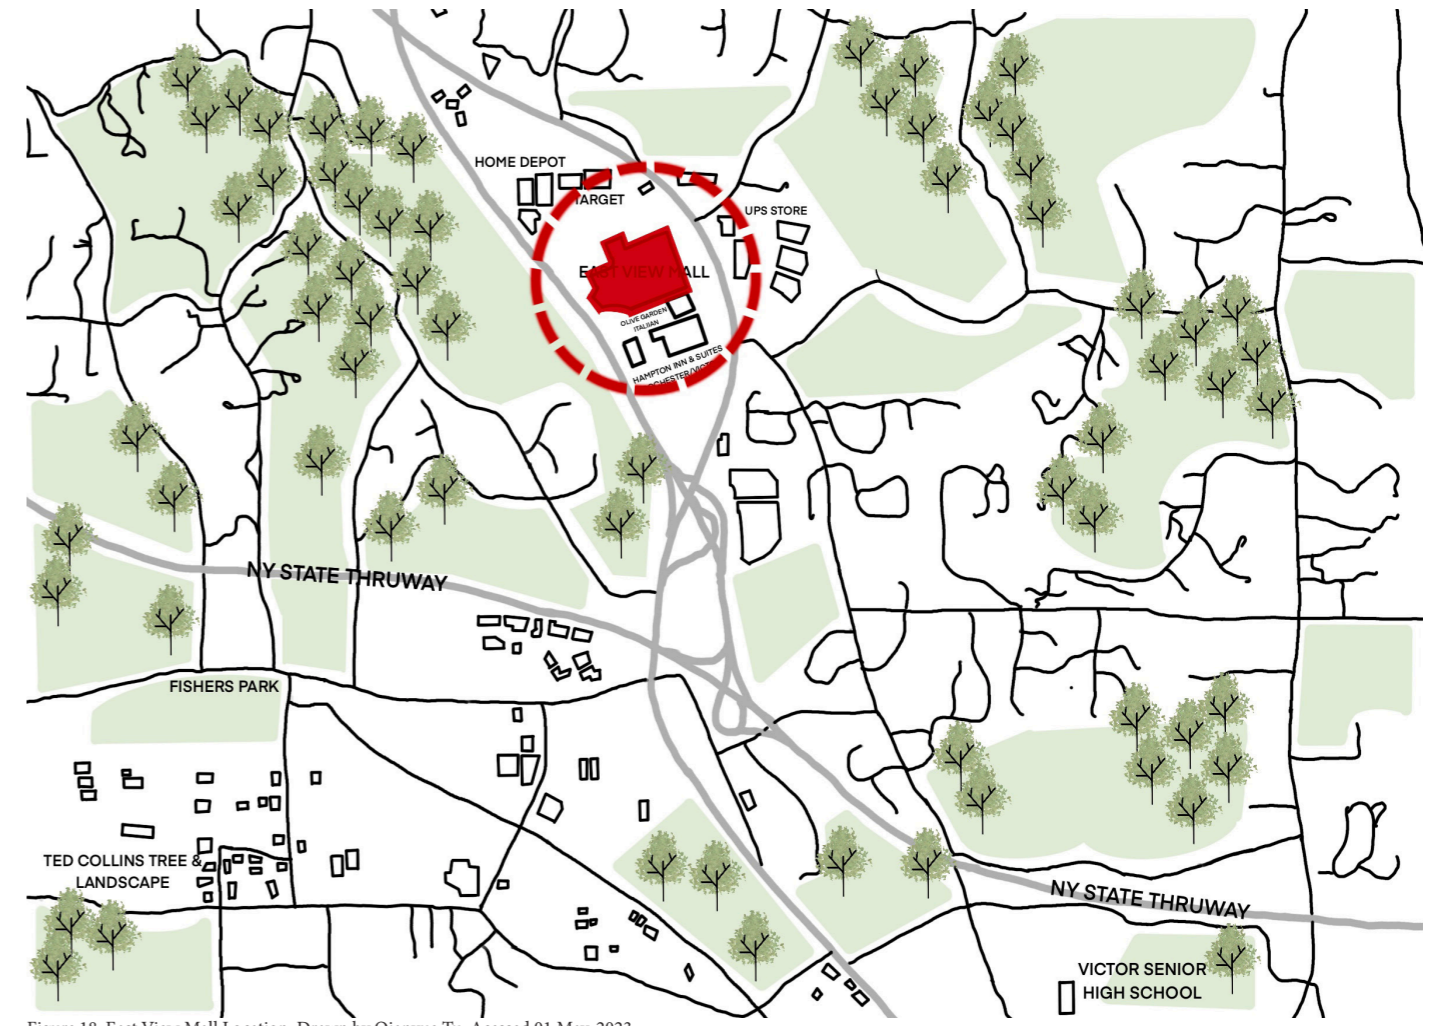 HOME DEPOT
TARGET
UPS STORE
EAST VIEW MALL
OLIVE GARDEN
ITALIAN
HAMPTON INN & SUITES
NY STATE THRUWAY
FISHERS PARK
TED COLLINS TREE &
LANDSCAPE
NY STATE THRUWAY
VICTOR SENIOR
HIGH SCHOOL